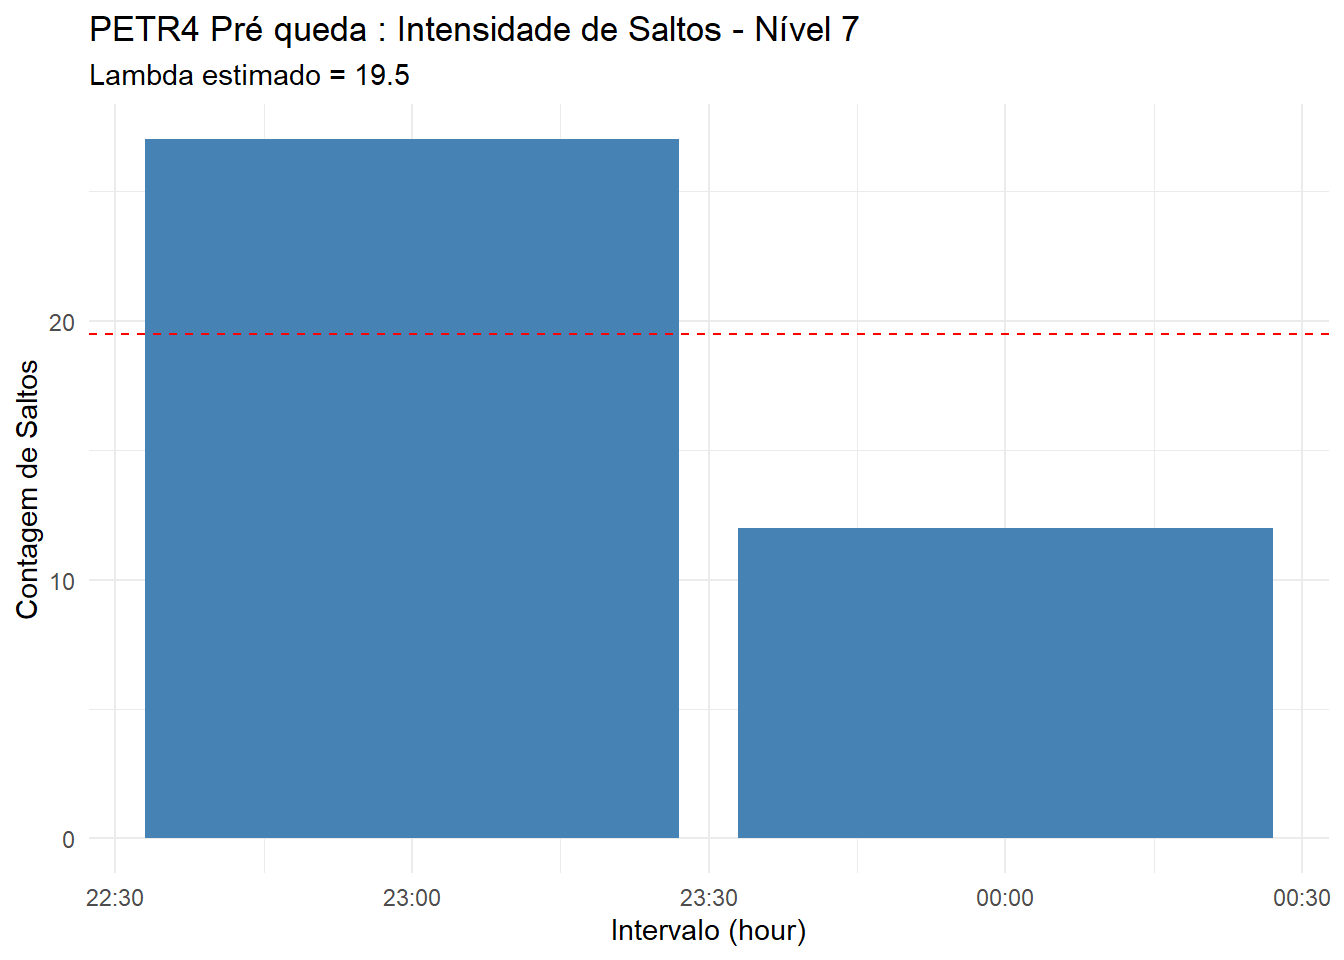 PETR4 Pré queda : Intensidade de Saltos - Nível 7
Lambda estimado = 19.5
Contagem de Saltos
20
10
0
22:30 23:00 23:30 00:00 00:30
Intervalo (hour)